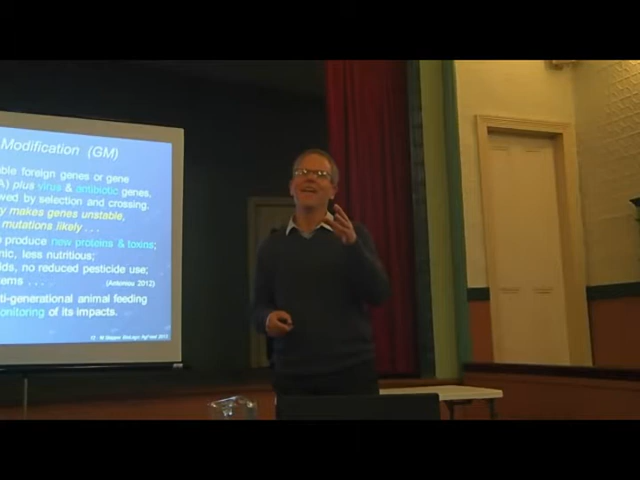 Modification (GM)
ble foreign genes or gene
A) plus virus & antibiotic genes,
wed by selection and crossing.
y makes genes unstable,
mutations likely . . .
produce new proteins & toxins;
nic, less nutritious;
ds, no reduced pesticide use;
ems . . . . (Antoniou 2012)
ti-generational animal feeding
onitoring of its impacts.